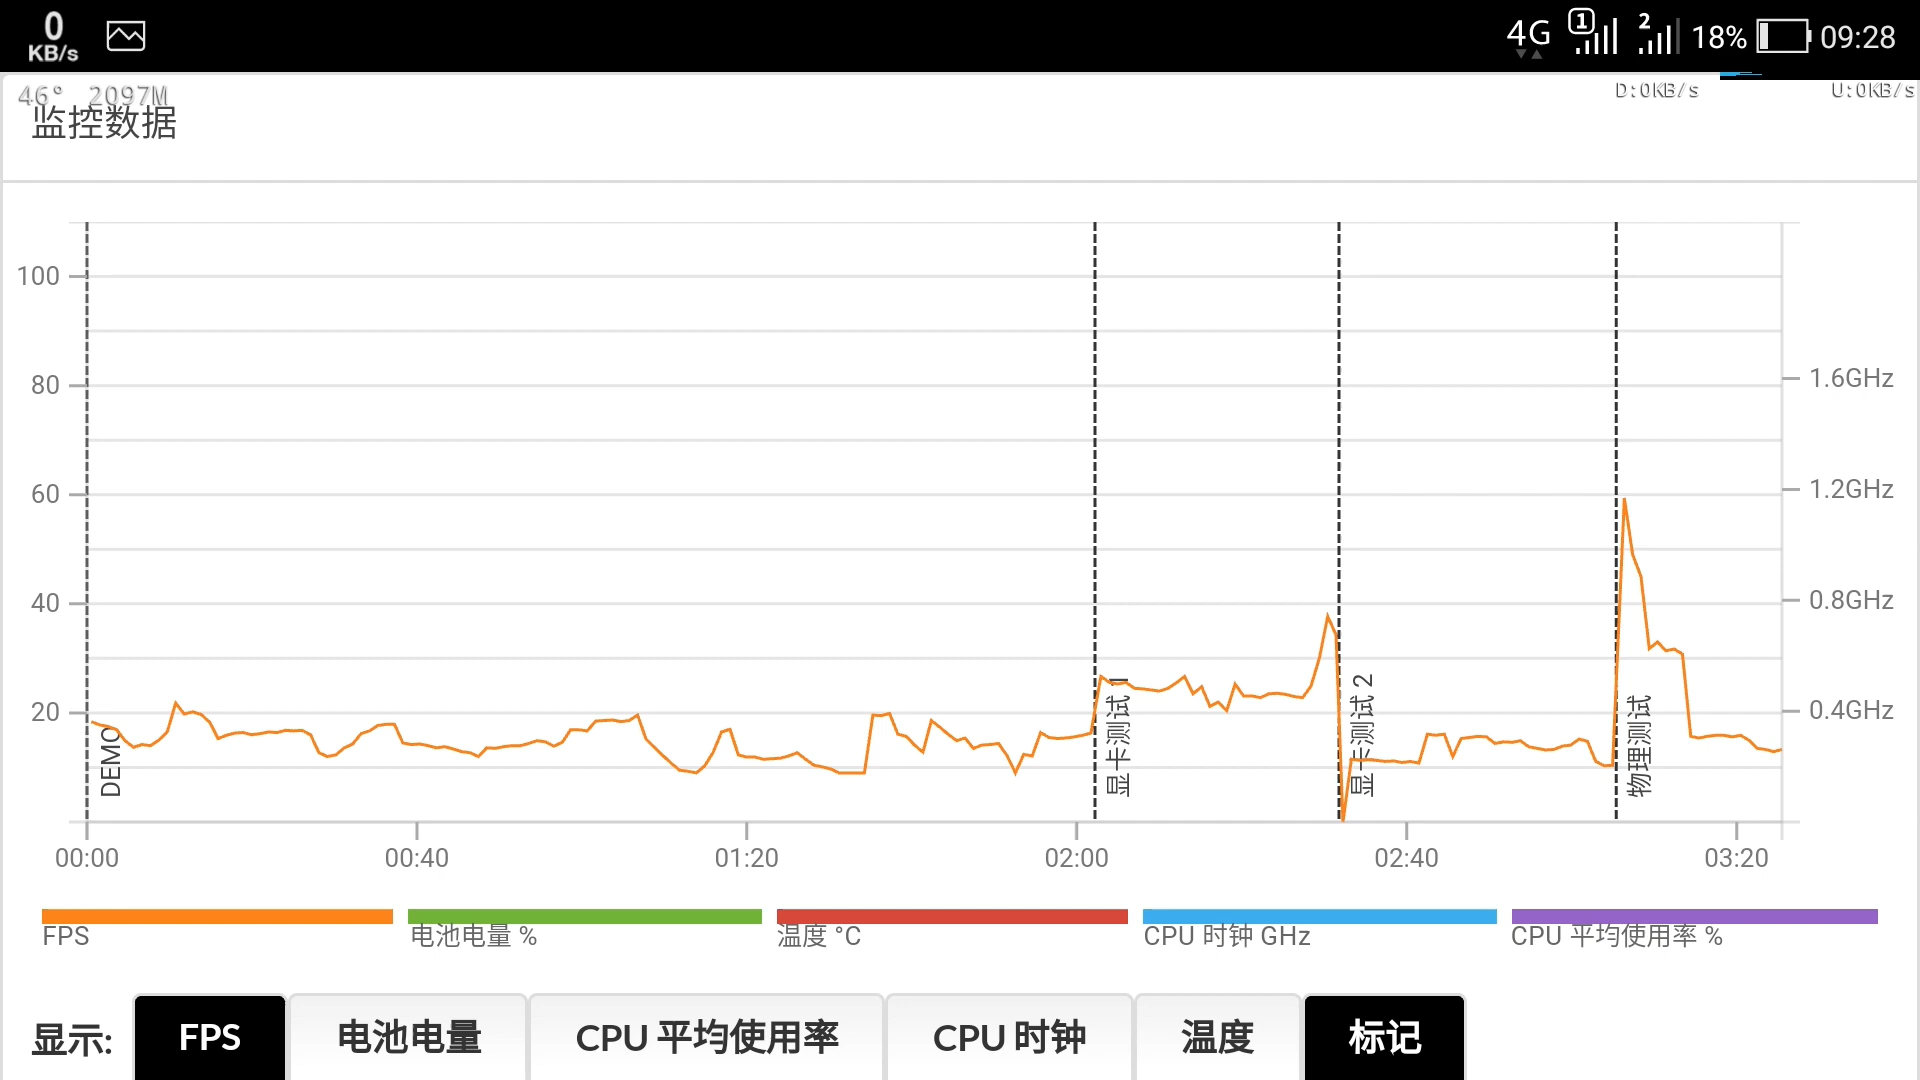 0
KB/s
4G 1 2 18% 09:28
46° 2097M
D:0KB/s U:0KB/s
监控数据
100
80
60
40
20
1.6GHz
1.2GHz
0.8GHz
0.4GHz
DEMO
显卡测试 1
显卡测试 2
物理测试
00:00 00:40 01:20 02:00 02:40 03:20
FPS 电池电量 % 温度 °C CPU 时钟 GHz CPU 平均使用率 %
显示: FPS 电池电量 CPU 平均使用率 CPU 时钟 温度 标记